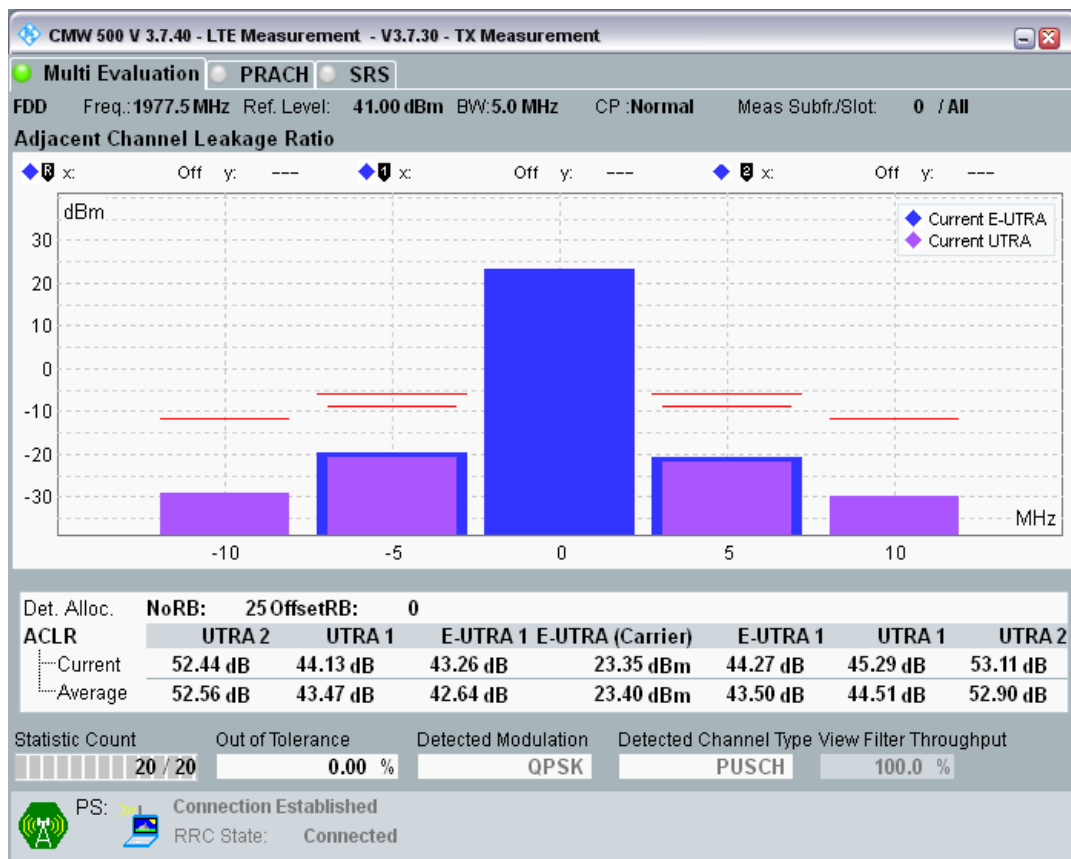 CMW 500 V 3.7.40 - LTE Measurement - V3.7.30 - TX Measurement
Multi Evaluation PRACH SRS
FDD Freq.:1977.5 MHz Ref. Level: 41.00 dBm BW:5.0 MHz CP :Normal Meas Subfr./Slot: 0 / All
Adjacent Channel Leakage Ratio
R x: Off y: --- 1 x: Off y: --- 2 x: Off y: ---
dBm
Current E-UTRA
Current UTRA
30
20
10
0
-10
-20
-30
MHz
-10 -5 0 5 10
Det. Alloc. NoRB: 25 OffsetRB: 0
ACLR UTRA 2 UTRA 1 E-UTRA 1 E-UTRA (Carrier) E-UTRA 1 UTRA 1 UTRA 2
Current 52.44 dB 44.13 dB 43.26 dB 23.35 dBm 44.27 dB 45.29 dB 53.11 dB
Average 52.56 dB 43.47 dB 42.64 dB 23.40 dBm 43.50 dB 44.51 dB 52.90 dB
Statistic Count Out of Tolerance Detected Modulation Detected Channel Type View Filter Throughput
20 / 20 0.00 % QPSK PUSCH 100.0 %
PS: Connection Established
RRC State: Connected